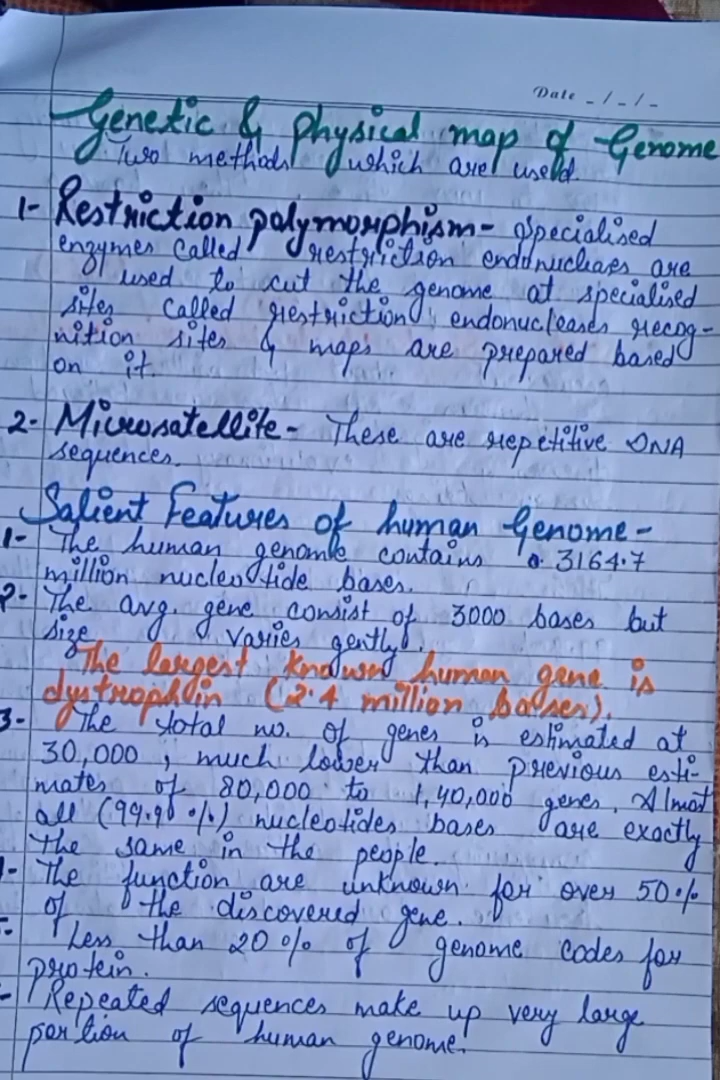 Date -/-/-
Genetic & physical map of Genome
Two methods which are used.
1- Restriction polymorphism - specialised
enzymes called restriction endonucleases are
used to cut the genome at specialised
sites called restriction endonucleases recog-
nition sites & maps are prepared based
on it.
2- Microsatellite - These are repetitive DNA
sequences.
Salient Features of human Genome -
1- The human genome contains 3164.7
million nucleotide bases.
2- The avg. gene consist of 3000 bases but
size varies gently.
The largest known human gene is
dystrophin (2.4 million bases).
3- The total no. of genes is estimated at
30,000, much lower than previous esti-
mates of 80,000 to 1,40,000 genes. Almost
all (99.90%) nucleotides bases are exactly
the same in the people.
- The function are unknown for over 50%
of the discovered gene.
- Less than 20% of genome codes for
protein.
- Repeated sequences make up very large
portion of human genome.